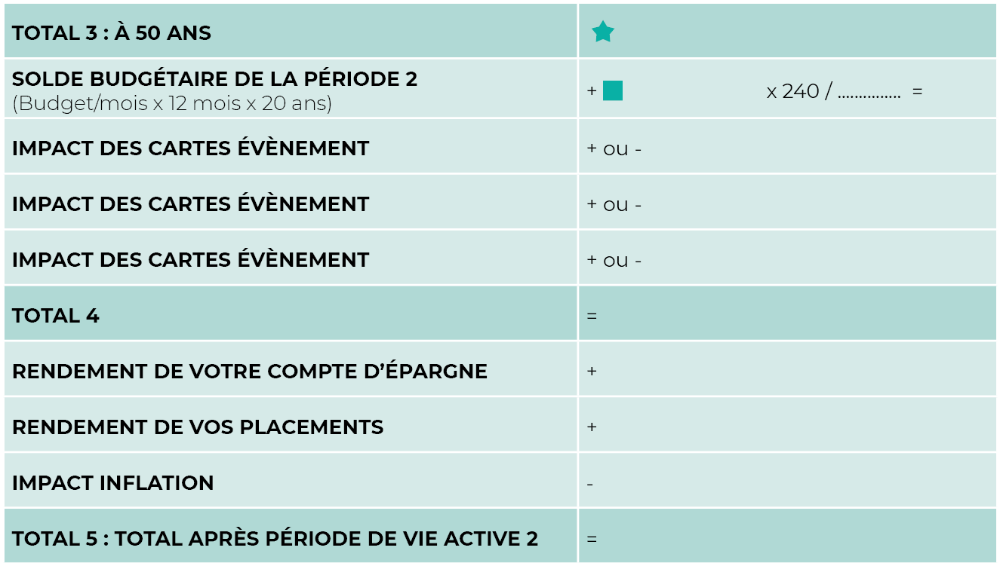 TOTAL 3 : À 50 ANS
SOLDE BUDGÉTAIRE DE LA PÉRIODE 2
(Budget/mois x 12 mois x 20 ans)
+ x 240 / ............... =
IMPACT DES CARTES ÉVÈNEMENT
+ ou -
IMPACT DES CARTES ÉVÈNEMENT
+ ou -
IMPACT DES CARTES ÉVÈNEMENT
+ ou -
TOTAL 4
=
RENDEMENT DE VOTRE COMPTE D’ÉPARGNE
+
RENDEMENT DE VOS PLACEMENTS
+
IMPACT INFLATION
-
TOTAL 5 : TOTAL APRÈS PÉRIODE DE VIE ACTIVE 2
=